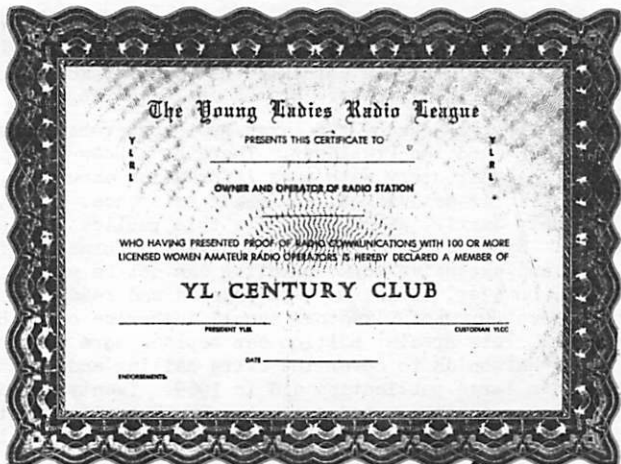 The Young Ladies Radio League
Y L R L
PRESENTS THIS CERTIFICATE TO
Y L R L
OWNER AND OPERATOR OF RADIO STATION
WHO HAVING PRESENTED PROOF OF RADIO COMMUNICATIONS WITH 100 OR MORE
LICENSED WOMEN AMATEUR RADIO OPERATORS IS HEREBY DECLARED A MEMBER OF
YL CENTURY CLUB
PRESIDENT YLRL
CUSTODIAN YLCC
DATE
ENDORSEMENTS: